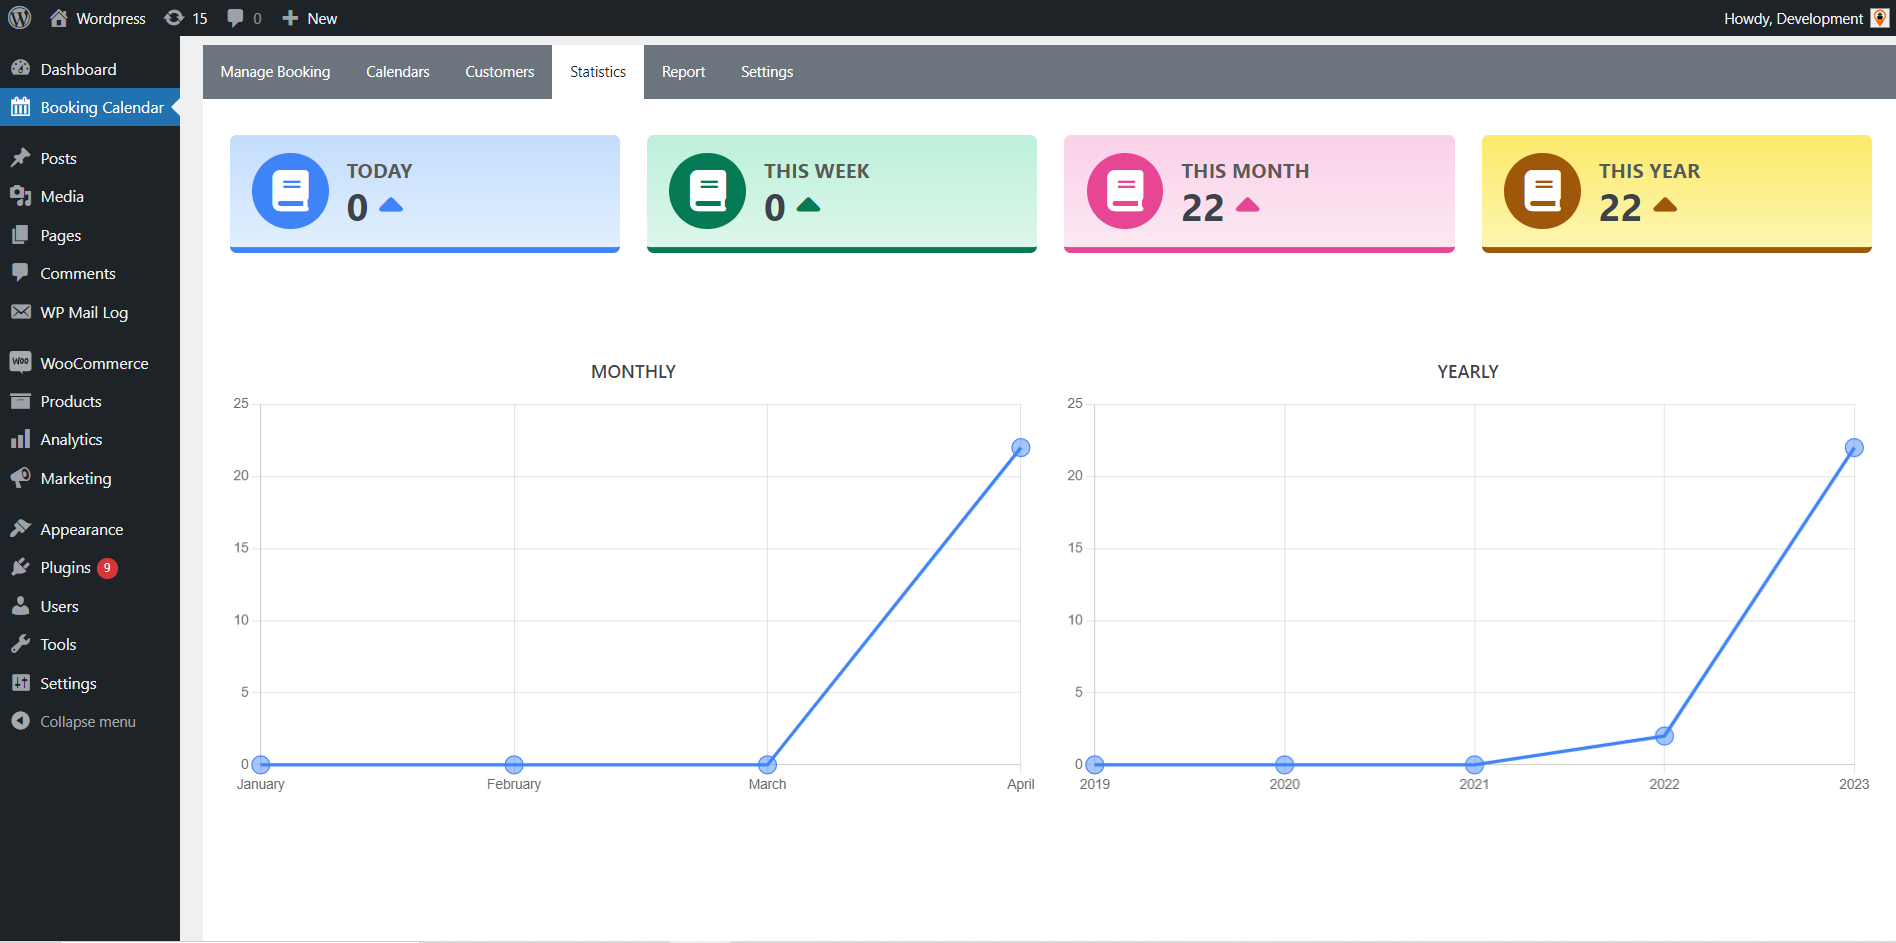 Wordpress 15 0 New Howdy, Development
Dashboard
Booking Calendar
Posts
Media
Pages
Comments
WP Mail Log
Woo WooCommerce
Products
Analytics
Marketing
Appearance
Plugins 9
Users
Tools
Settings
Collapse menu
Manage Booking Calendars Customers Statistics Report Settings
TODAY
0
THIS WEEK
0
THIS MONTH
22
THIS YEAR
22
MONTHLY
25
20
15
10
5
0
January February March April
YEARLY
25
20
15
10
5
0
2019 2020 2021 2022 2023